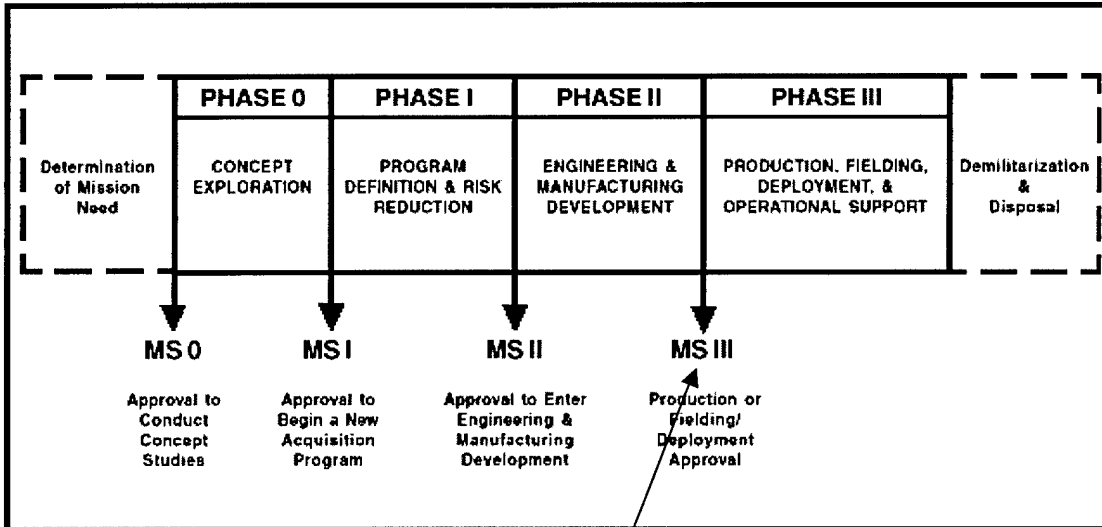 PHASE 0
PHASE I
PHASE II
PHASE III
Determination
of Mission
Need
CONCEPT
EXPLORATION
PROGRAM
DEFINITION & RISK
REDUCTION
ENGINEERING &
MANUFACTURING
DEVELOPMENT
PRODUCTION, FIELDING,
DEPLOYMENT, &
OPERATIONAL SUPPORT
Demilitarization
&
Disposal
MS 0
MS I
MS II
MS III
Approval to
Conduct
Concept
Studies
Approval to
Begin a New
Acquisition
Program
Approval to Enter
Engineering &
Manufacturing
Development
Production or
Fielding/
Deployment
Approval